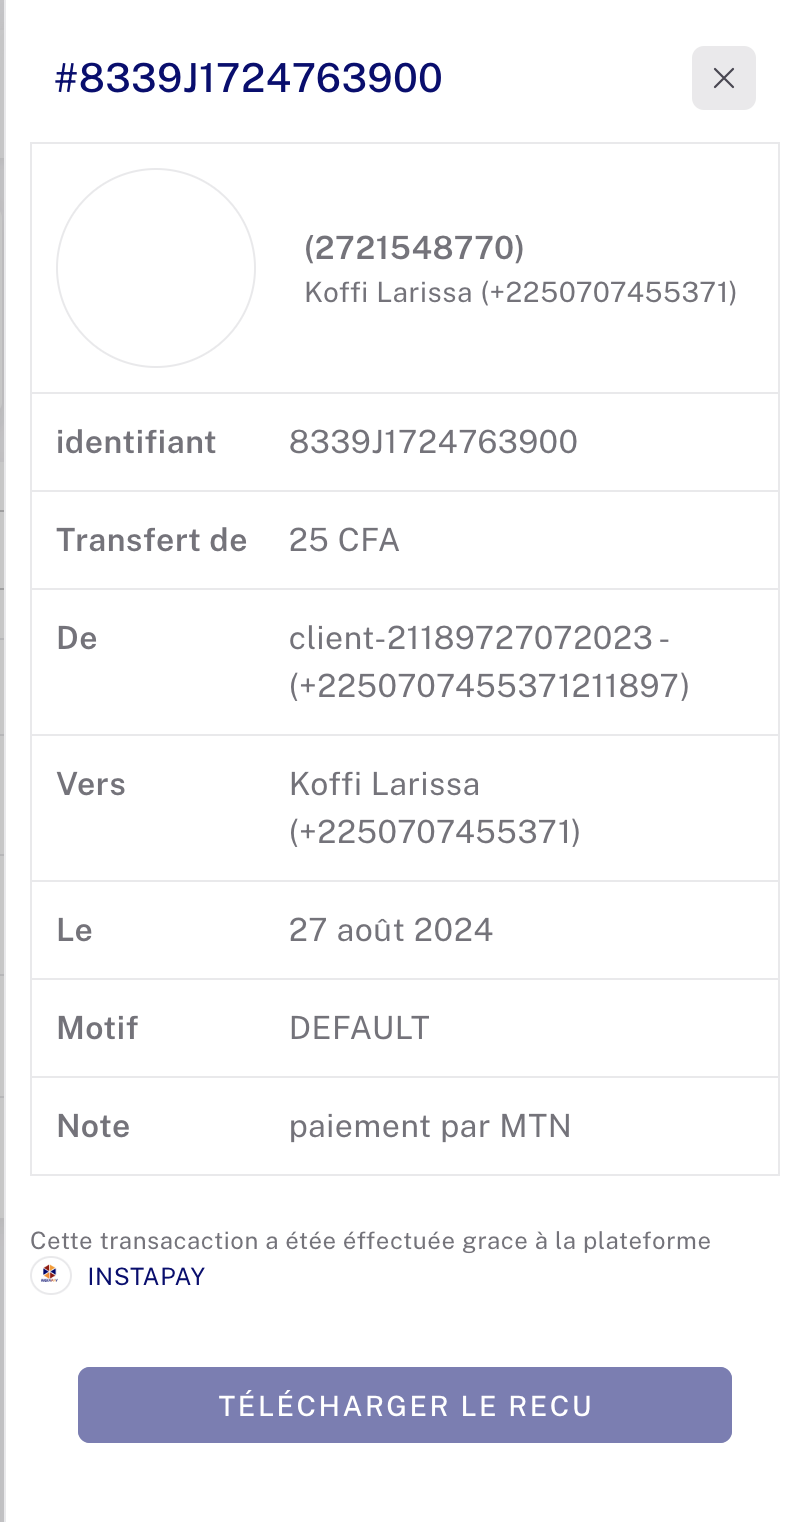 #8339J1724763900
(2721548770)
Koffi Larissa (+2250707455371)
identifiant 8339J1724763900
Transfert de 25 CFA
De client-21189727072023 -
(+2250707455371211897)
Vers Koffi Larissa
(+2250707455371)
Le 27 août 2024
Motif DEFAULT
Note paiement par MTN
Cette transacaction a étée éffectuée grace à la plateforme
INSTAPAY
TÉLÉCHARGER LE RECU